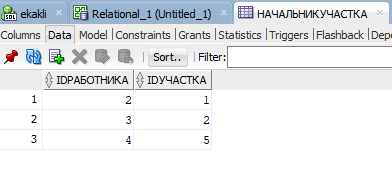 ekakli Relational_1 (Untitled_1) НАЧАЛЬНИКУЧАСТКА
Columns Data Model Constraints Grants Statistics Triggers Flashback
Sort.. Filter:
IDРАБОТНИКА IDУЧАСТКА
1 2 1
2 3 2
3 4 5